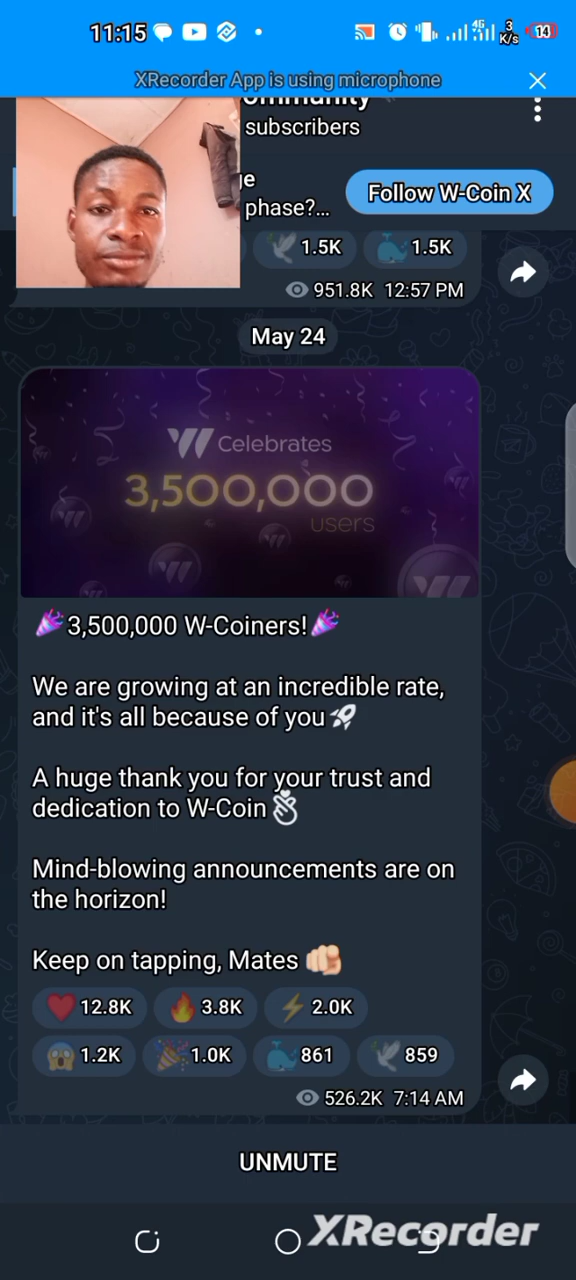 11:15
4G
3
K/s
14
XRecorder App is using microphone
ommunity
subscribers
phase?...
Follow W-Coin X
1.5K
1.5K
951.8K 12:57 PM
May 24
W Celebrates
3,500,000
users
🎉3,500,000 W-Coiners!🎉
We are growing at an incredible rate,
and it's all because of you🚀
A huge thank you for your trust and
dedication to W-Coin🫰
Mind-blowing announcements are on
the horizon!
Keep on tapping, Mates 🫵🏼
❤️ 12.8K 🔥 3.8K ⚡ 2.0K
😱 1.2K 🎉 1.0K 🐳 861 🕊 859
526.2K 7:14 AM
UNMUTE
XRecorder